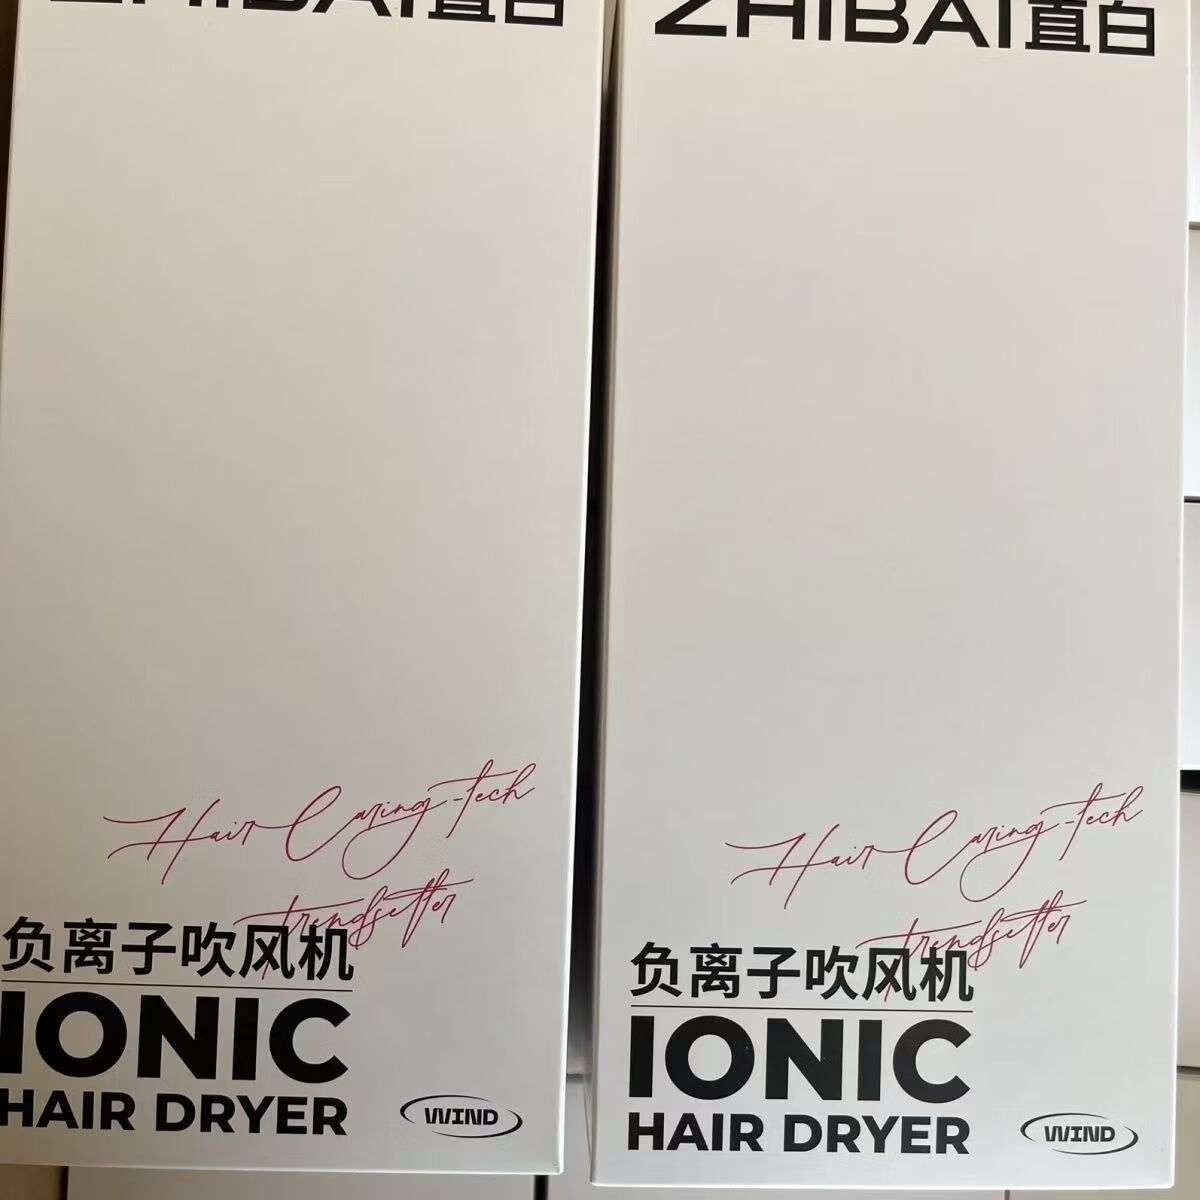 ZHIBAI直白
Hair Caring-tech
trendsetter
负离子吹风机
IONIC
HAIR DRYER
WIND
ZHIBAI直白
Hair Caring-tech
trendsetter
负离子吹风机
IONIC
HAIR DRYER
WIND